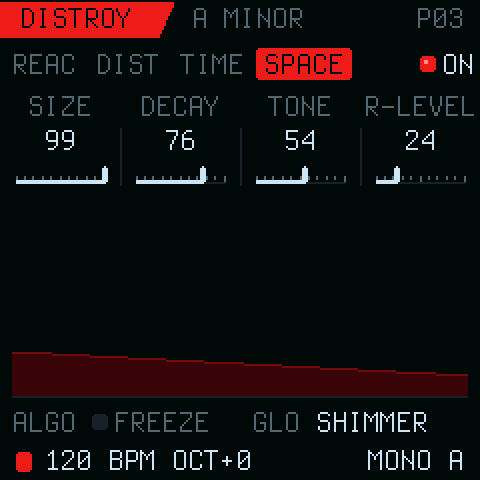 DISTROY A MINOR P03
REAC DIST TIME SPACE ON
SIZE DECAY TONE R-LEVEL
99 76 54 24
ALGO FREEZE GLO SHIMMER
120 BPM OCT+0 MONO A